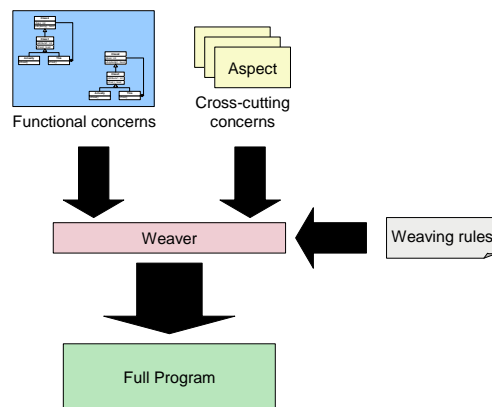 Aspect
Functional concerns
Cross-cutting
concerns
Weaver
Weaving rules
Full Program